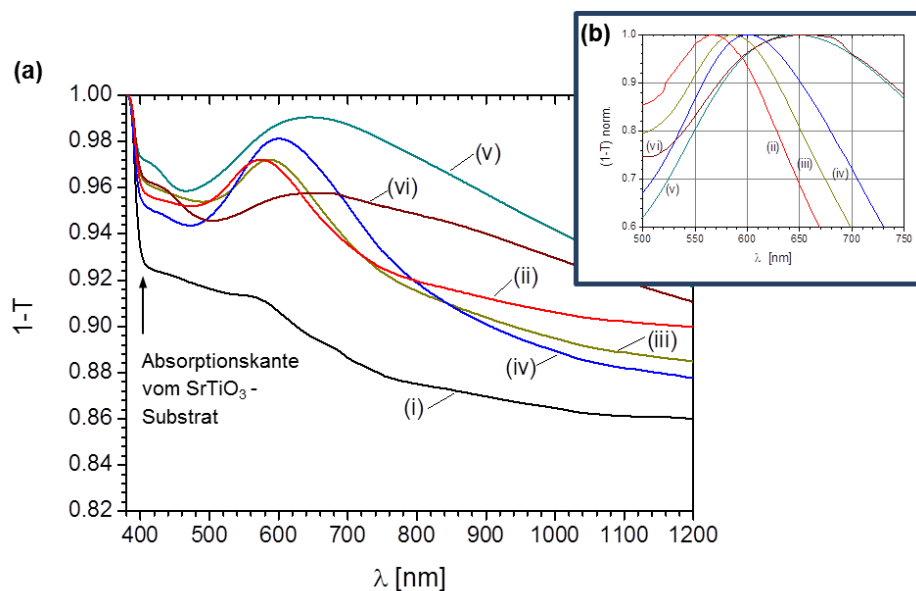 (a)
1.00
0.98
0.96
0.94
0.92
0.90
0.88
0.86
0.84
0.82
1-T
400 500 600 700 800 900 1000 1100 1200
λ [nm]
Absorptionskante
vom SrTiO3 -
Substrat
(i)
(ii)
(iii)
(iv)
(v)
(vi)
(b)
1.0
0.9
0.8
0.7
0.6
(1-T) norm.
500 550 600 650 700 750
λ [nm]
(vi)
(v)
(ii)
(iii)
(iv)